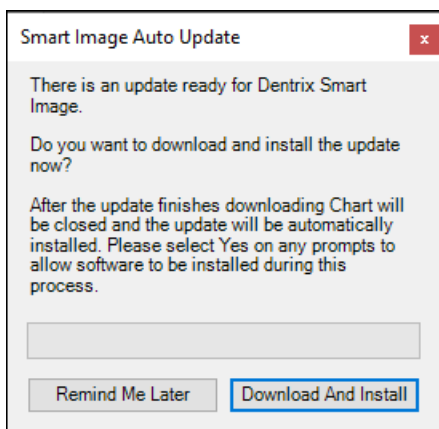 Smart Image Auto Update
x
There is an update ready for Dentrix Smart
Image.
Do you want to download and install the update
now?
After the update finishes downloading Chart will
be closed and the update will be automatically
installed. Please select Yes on any prompts to
allow software to be installed during this
process.
Remind Me Later
Download And Install